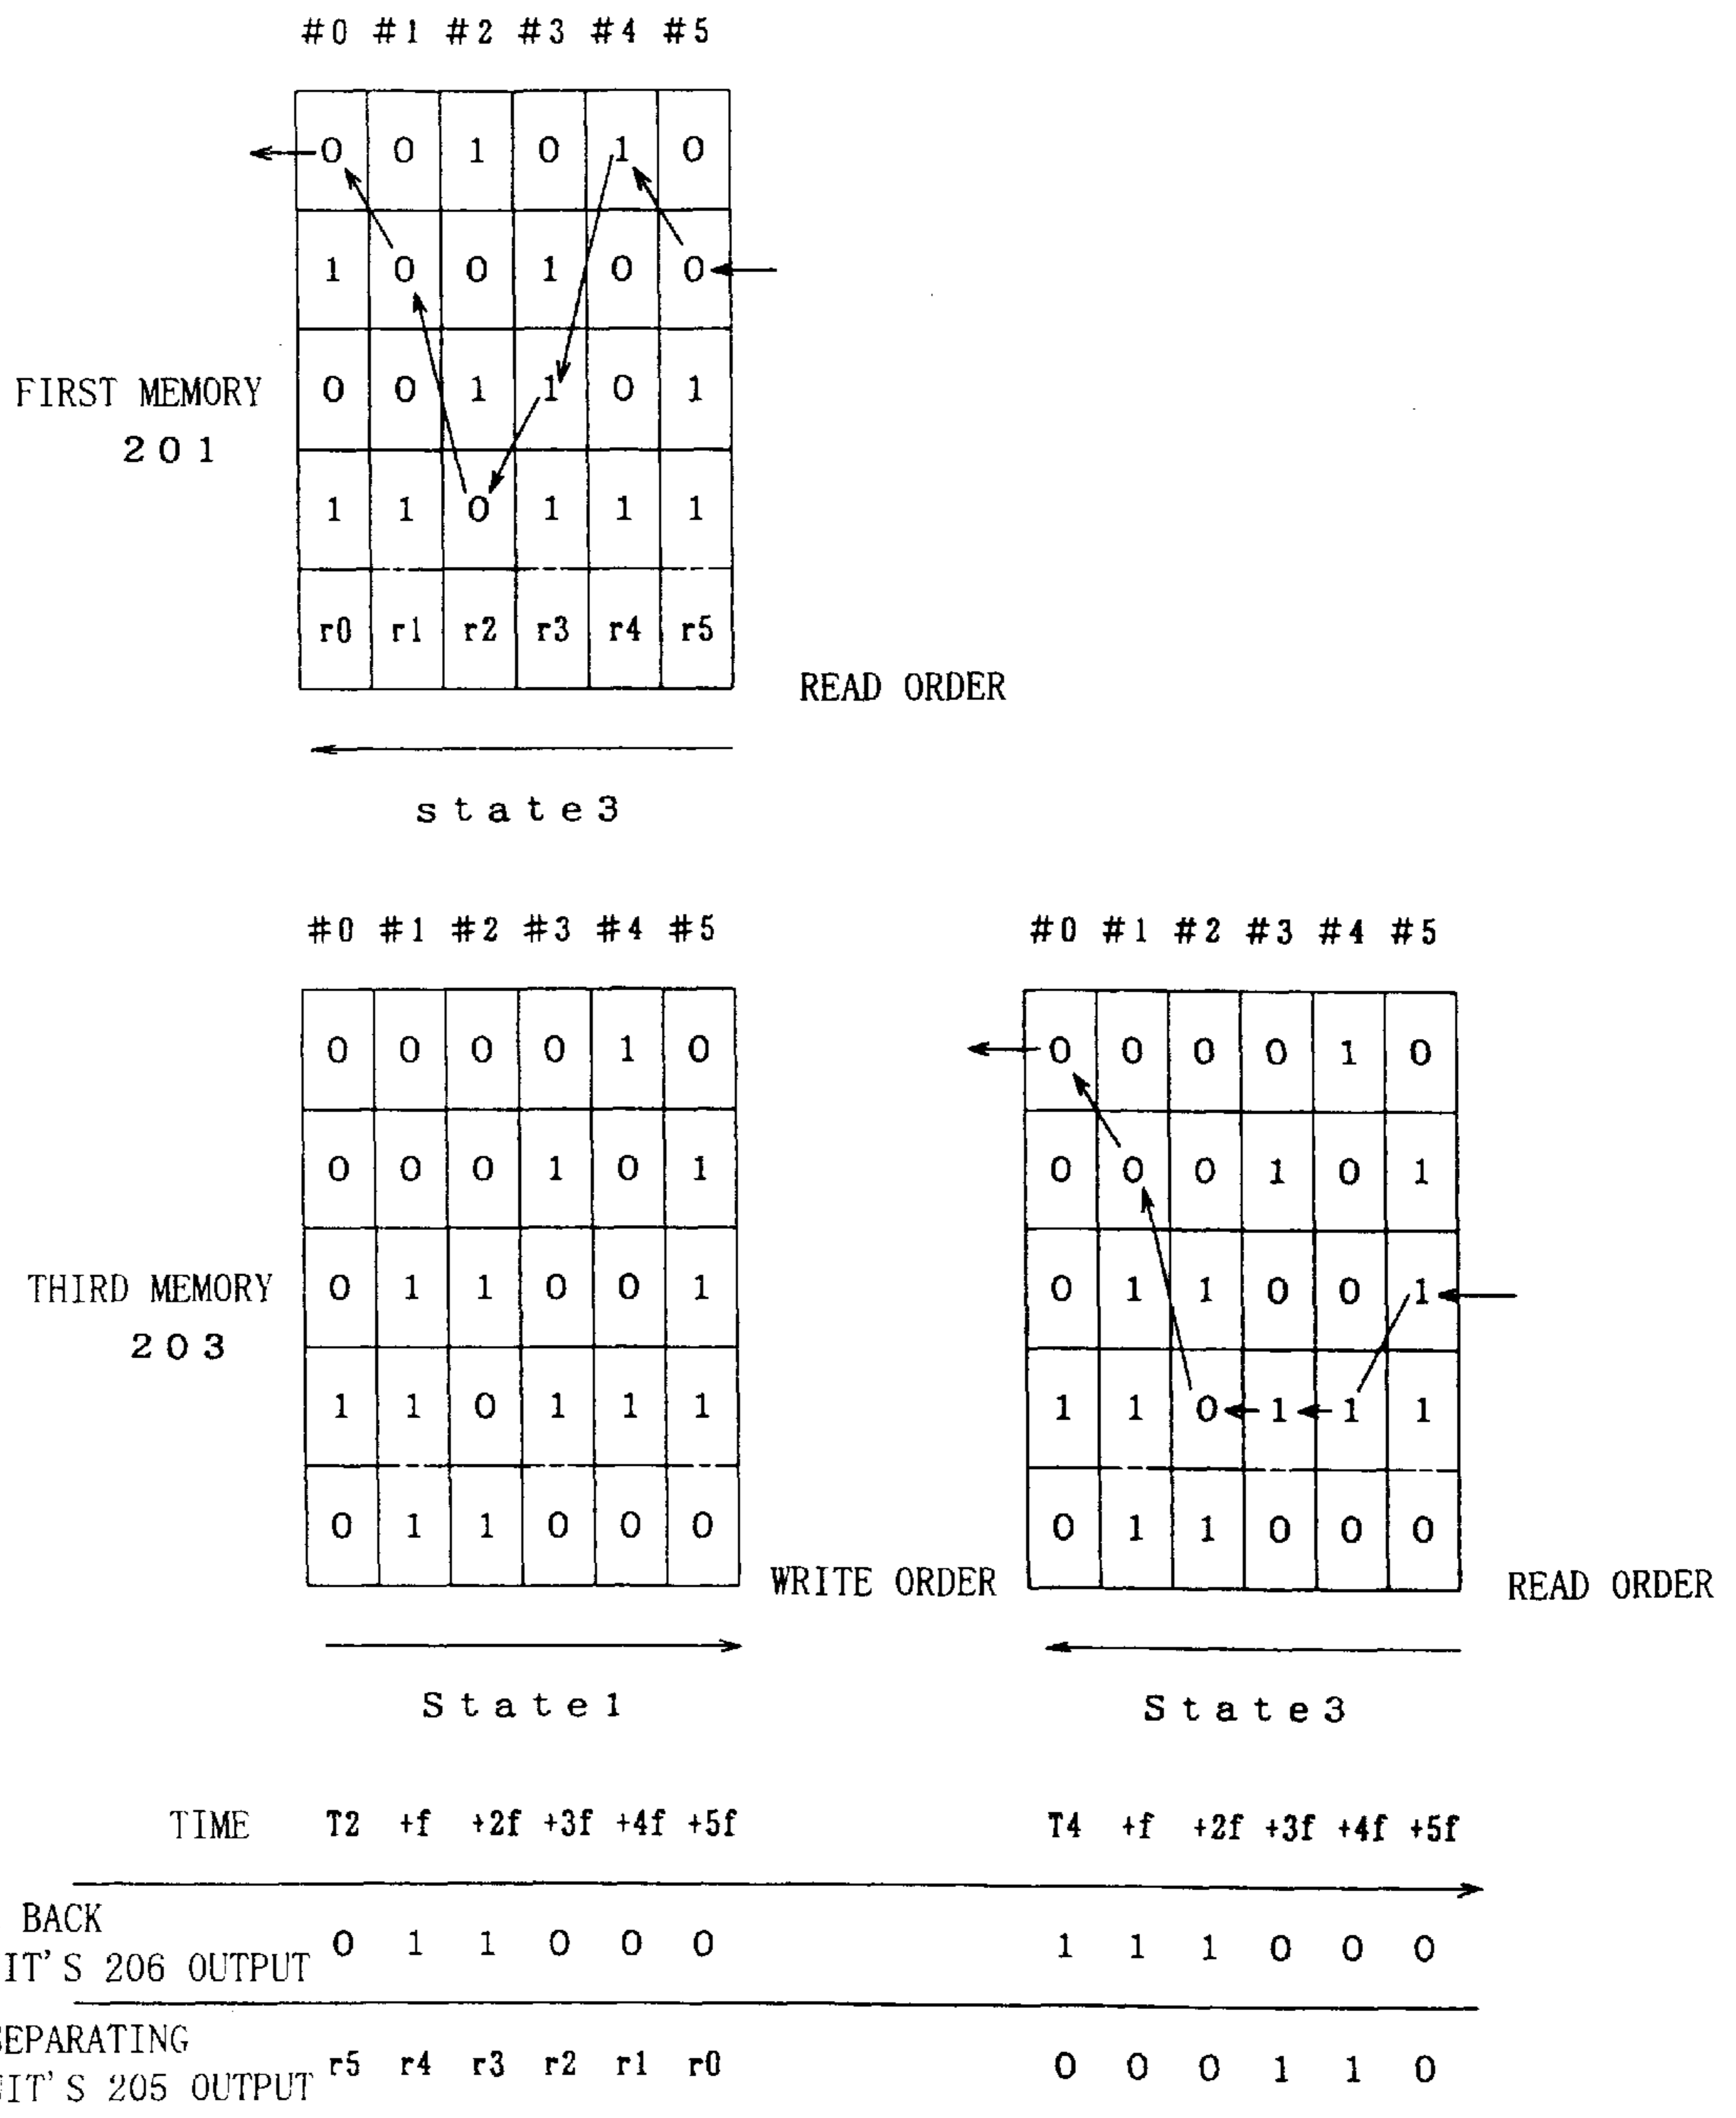 #0 #1 #2 #3 #4 #5
0 0 1 0 1 0
1 0 0 1 0 0
FIRST MEMORY 0 0 1 1 0 1
201
1 1 0 1 1 1
r0 r1 r2 r3 r4 r5
READ ORDER
state3
#0 #1 #2 #3 #4 #5 #0 #1 #2 #3 #4 #5
0 0 0 0 1 0 0 0 0 0 1 0
0 0 0 1 0 1 0 0 0 1 0 1
THIRD MEMORY 0 1 1 0 0 1 0 1 1 0 0 1
203
1 1 0 1 1 1 1 1 0 1 1 1
0 1 1 0 0 0 0 1 1 0 0 0
WRITE ORDER READ ORDER
State1 State3
TIME T2 +f +2f +3f +4f +5f T4 +f +2f +3f +4f +5f
BACK
IT'S 206 OUTPUT 0 1 1 0 0 0 1 1 1 0 0 0
EPARATING
IT'S 205 OUTPUT r5 r4 r3 r2 r1 r0 0 0 0 1 1 0